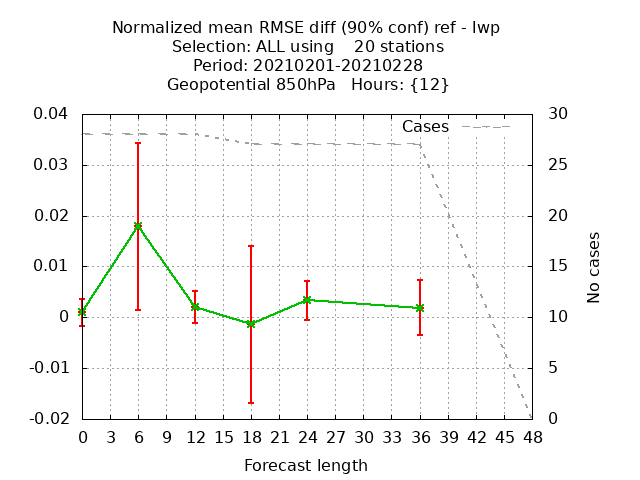 Normalized mean RMSE diff (90% conf) ref - lwp
Selection: ALL using    20 stations
Period: 20210201-20210228
Geopotential 850hPa   Hours: {12}
Cases
0.04
0.03
0.02
0.01
0
-0.01
-0.02
30
25
20
15
10
5
0
No cases
0 3 6 9 12 15 18 21 24 27 30 33 36 39 42 45 48
Forecast length